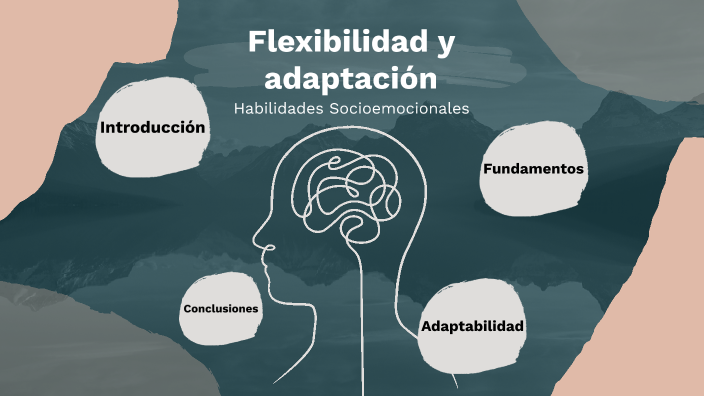 Flexibilidad y
adaptación
Habilidades Socioemocionales
Introducción
Fundamentos
Conclusiones
Adaptabilidad